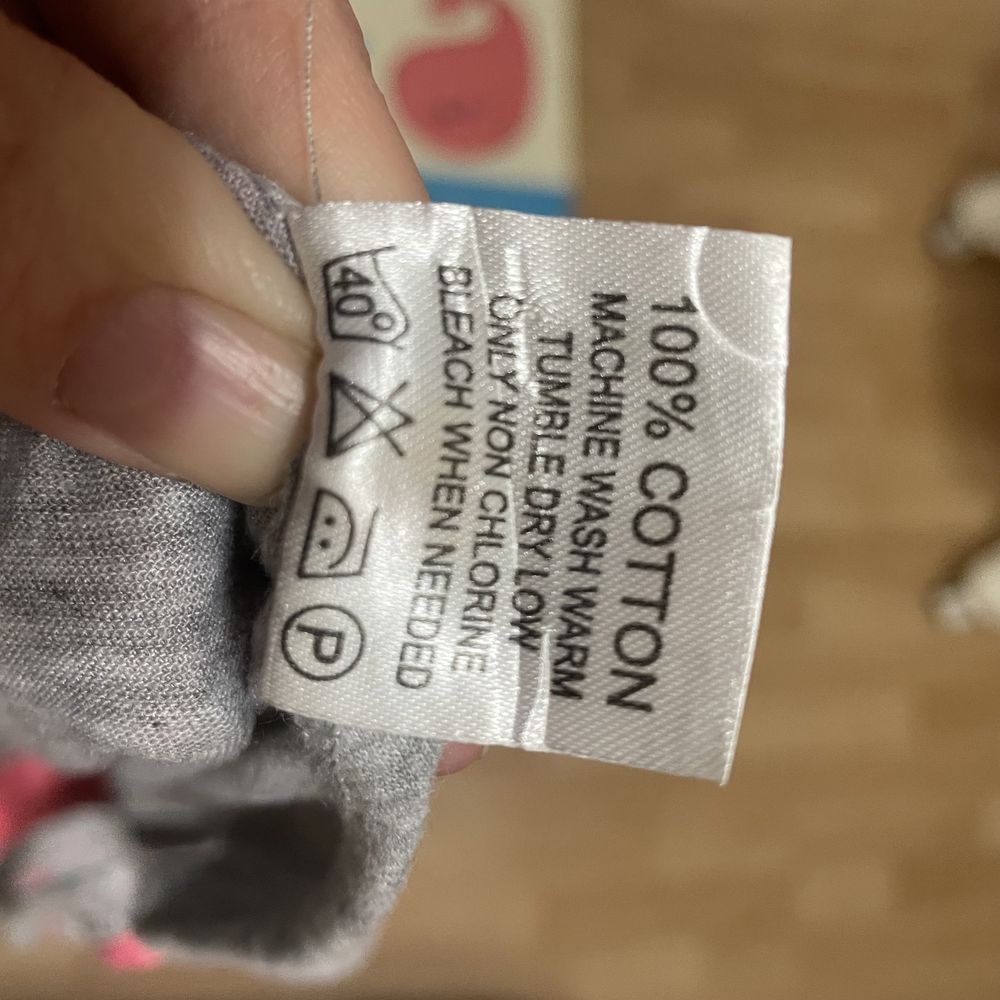 100% COTTON
MACHINE WASH WARM
TUMBLE DRY LOW
ONLY NON CHLORINE
BLEACH WHEN NEEDED
40° P